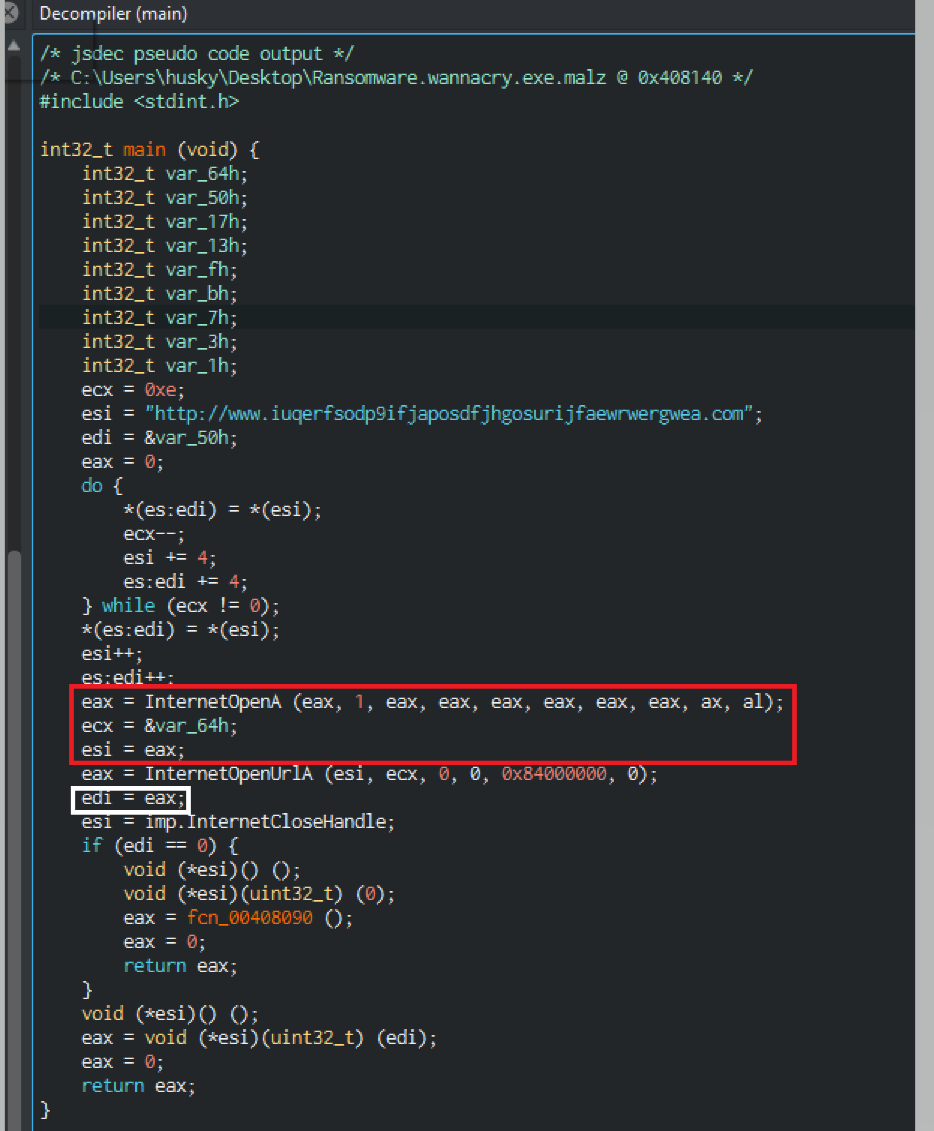 Decompiler (main)
/* jsdec pseudo code output */
/* C:\Users\husky\Desktop\Ransomware.wannacry.exe.malz @ 0x408140 */
#include <stdint.h>
int32_t main (void) {
int32_t var_64h;
int32_t var_50h;
int32_t var_17h;
int32_t var_13h;
int32_t var_fh;
int32_t var_bh;
int32_t var_7h;
int32_t var_3h;
int32_t var_1h;
ecx = 0xe;
esi = "http://www.iuqerfsodp9ifjaposdfjhgosurijfaewrwergwea.com";
edi = &var_50h;
eax = 0;
do {
*(es:edi) = *(esi);
ecx--;
esi += 4;
es:edi += 4;
} while (ecx != 0);
*(es:edi) = *(esi);
esi++;
es:edi++;
eax = InternetOpenA (eax, 1, eax, eax, eax, eax, eax, eax, ax, al);
ecx = &var_64h;
esi = eax;
eax = InternetOpenUrlA (esi, ecx, 0, 0, 0x84000000, 0);
edi = eax;
esi = imp.InternetCloseHandle;
if (edi == 0) {
void (*esi)() ();
void (*esi)(uint32_t) (0);
eax = fcn_00408090 ();
eax = 0;
return eax;
}
void (*esi)() ();
eax = void (*esi)(uint32_t) (edi);
eax = 0;
return eax;
}